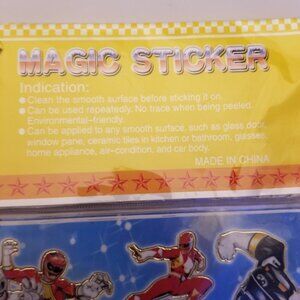 MAGIC STICKER
Indication:
● Clean the smooth surface before sticking it on.
● Can be used repeatedly. No trace when being peeled.
Environmental-friendly.
● Can be applied to any smooth surface, such as glass door,
window pane, ceramic tiles in kitchen or bathroom, glasses,
home appliance, air-condition, and car body.
MADE IN CHINA